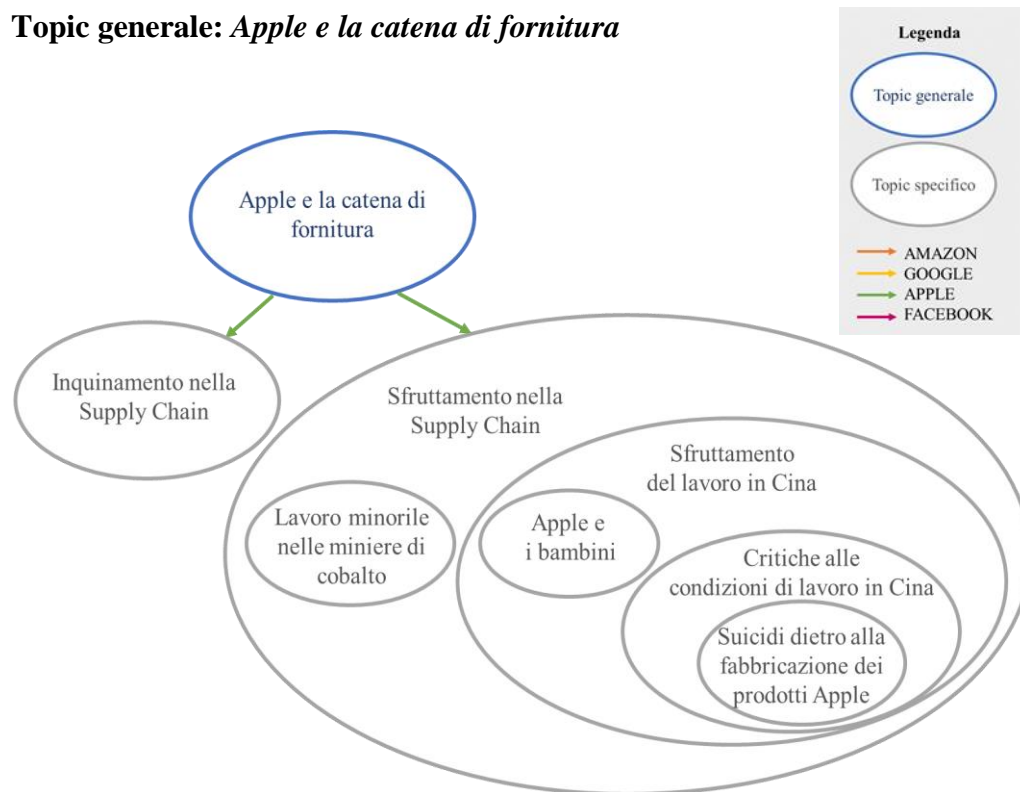 Topic generale: Apple e la catena di fornitura
Legenda
Topic generale
Topic specifico
AMAZON
GOOGLE
APPLE
FACEBOOK
Apple e la catena di
fornitura
Inquinamento nella
Supply Chain
Sfruttamento nella
Supply Chain
Sfruttamento
del lavoro in Cina
Lavoro minorile
nelle miniere di
cobalto
Apple e
i bambini
Critiche alle
condizioni di lavoro in Cina
Suicidi dietro alla
fabbricazione dei
prodotti Apple